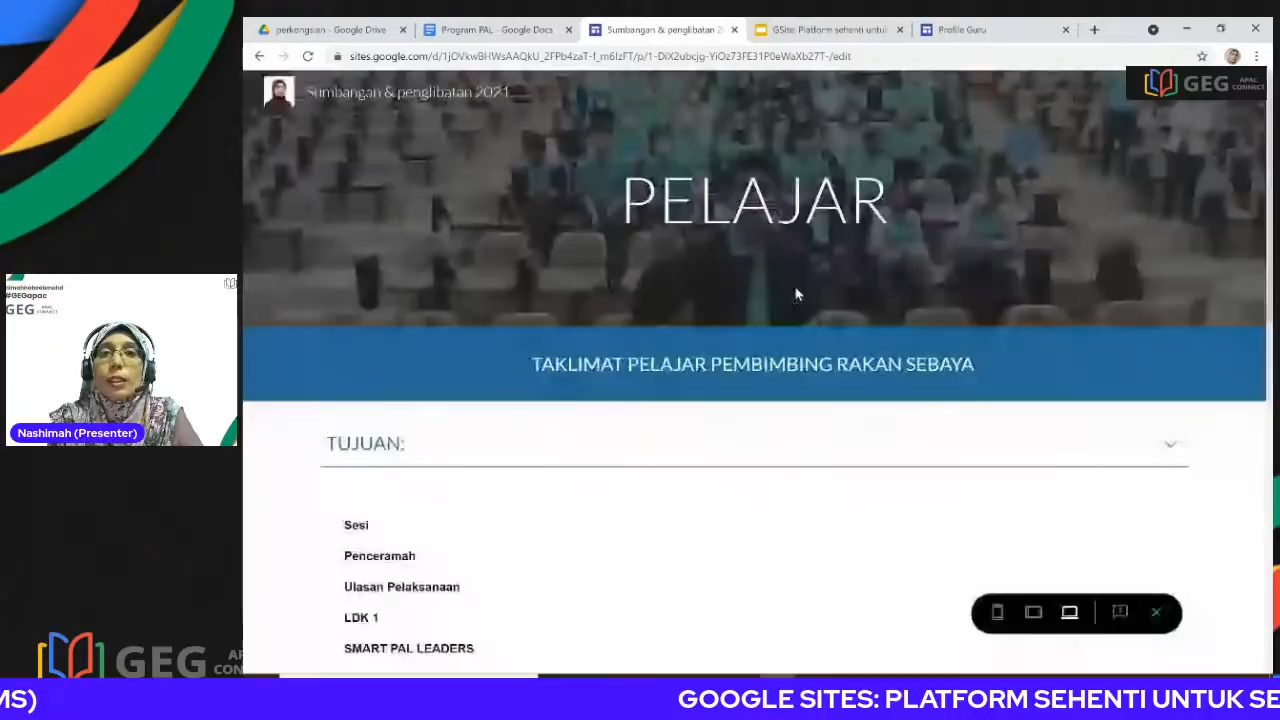 perkongsian - Google Drive
Program PAL - Google Docs
Sumbangan & penglibatan 2
GSite: Platform sehenti untuk
Profile Guru
sites.google.com/d/1jOVkwBHWsAAQkU_2FPb4zaT-f_m6IzFT/p/1-DiX2ubcjg-YiOz73FE31P0eWaXb27T-/edit
Sumbangan & penglibatan 2021
GEG APAC CONNECT
PELAJAR
TAKLIMAT PELAJAR PEMBIMBING RAKAN SEBAYA
TUJUAN:
Sesi
Penceramah
Ulasan Pelaksanaan
LDK 1
SMART PAL LEADERS
#GEGapac
GEG APAC CONNECT
Nashimah (Presenter)
GEG
MS)
GOOGLE SITES: PLATFORM SEHENTI UNTUK SE